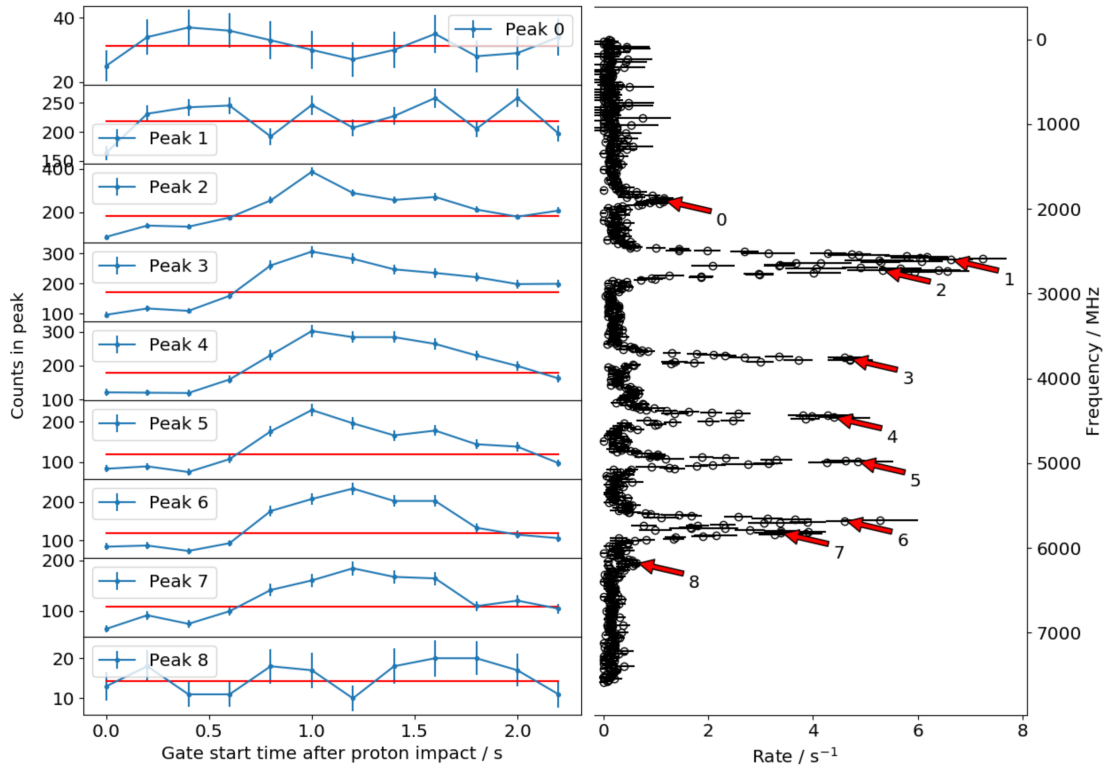 40
20
Peak 0
250
200
150
Peak 1
400
200
Peak 2
300
200
100
Peak 3
300
200
100
Peak 4
200
100
Peak 5
200
100
Peak 6
200
100
Peak 7
20
10
Peak 8
Counts in peak
0.0 0.5 1.0 1.5 2.0
Gate start time after proton impact / s
0
1
2
3
4
5
6
7
8
0
1000
2000
3000
4000
5000
6000
7000
Frequency / MHz
0 2 4 6 8
Rate / s⁻¹